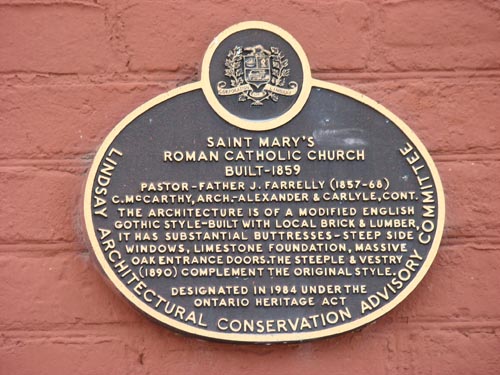 SAINT MARY'S
ROMAN CATHOLIC CHURCH
BUILT-1859
PASTOR-FATHER J. FARRELLY (1857-68)
C. McCARTHY, ARCH.-ALEXANDER & CARLYLE, CONT.
THE ARCHITECTURE IS OF A MODIFIED ENGLISH
GOTHIC STYLE-BUILT WITH LOCAL BRICK & LUMBER,
IT HAS SUBSTANTIAL BUTTRESSES-STEEP SIDE
WINDOWS, LIMESTONE FOUNDATION, MASSIVE
OAK ENTRANCE DOORS. THE STEEPLE & VESTRY
(1890) COMPLEMENT THE ORIGINAL STYLE.
DESIGNATED IN 1984 UNDER THE
ONTARIO HERITAGE ACT
LINDSAY ARCHITECTURAL CONSERVATION ADVISORY COMMITTEE